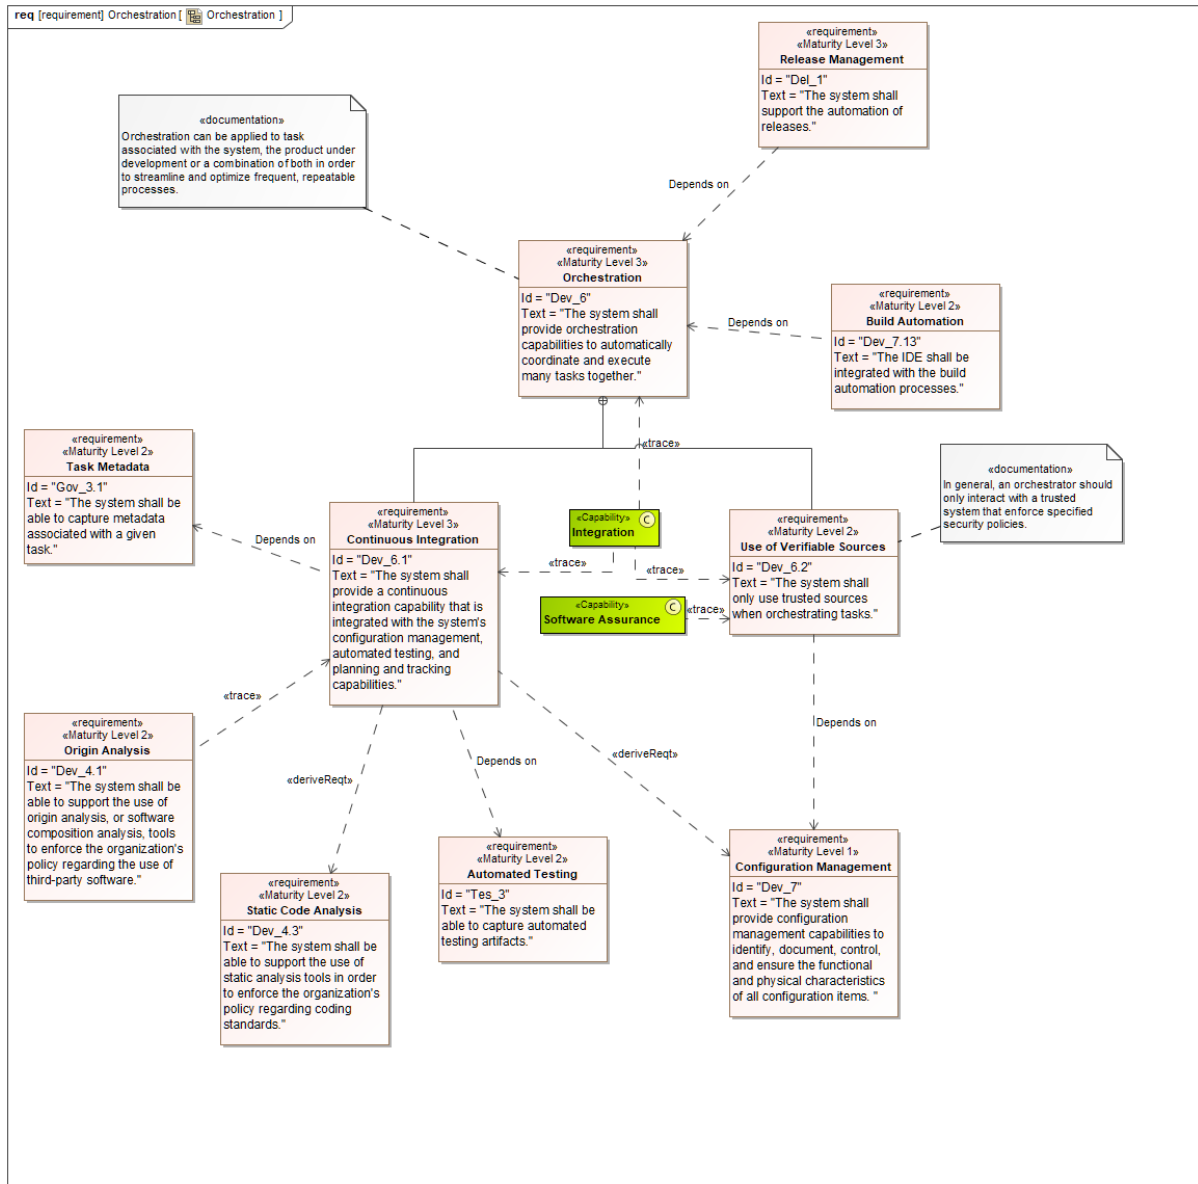 req [requirement] Orchestration [ Orchestration ]
«requirement»
«Maturity Level 3»
Release Management
Id = "Del_1"
Text = "The system shall
support the automation of
releases."
«documentation»
Orchestration can be applied to task
associated with the system, the product under
development or a combination of both in order
to streamline and optimize frequent, repeatable
processes.
Depends on
«requirement»
«Maturity Level 3»
Orchestration
Id = "Dev_6"
Text = "The system shall
provide orchestration
capabilities to automatically
coordinate and execute
many tasks together."
Depends on
«requirement»
«Maturity Level 2»
Build Automation
Id = "Dev_7.13"
Text = "The IDE shall be
integrated with the build
automation processes."
«requirement»
«Maturity Level 2»
Task Metadata
Id = "Gov_3.1"
Text = "The system shall be
able to capture metadata
associated with a given
task."
«trace»
«documentation»
In general, an orchestrator should
only interact with a trusted
system that enforce specified
security policies.
Depends on
«requirement»
«Maturity Level 3»
Continuous Integration
Id = "Dev_6.1"
Text = "The system shall
provide a continuous
integration capability that is
integrated with the system's
configuration management,
automated testing, and
planning and tracking
capabilities."
«Capability»
C
Integration
«trace»
«trace»
«Capability»
C
Software Assurance
«trace»
«requirement»
«Maturity Level 2»
Use of Verifiable Sources
Id = "Dev_6.2"
Text = "The system shall
only use trusted sources
when orchestrating tasks."
«trace»
«requirement»
«Maturity Level 2»
Origin Analysis
Id = "Dev_4.1"
Text = "The system shall be
able to support the use of
origin analysis, or software
composition analysis, tools
to enforce the organization's
policy regarding the use of
third-party software."
«deriveReqt»
Depends on
«deriveReqt»
Depends on
«requirement»
«Maturity Level 2»
Static Code Analysis
Id = "Dev_4.3"
Text = "The system shall be
able to support the use of
static analysis tools in order
to enforce the organization's
policy regarding coding
standards."
«requirement»
«Maturity Level 2»
Automated Testing
Id = "Tes_3"
Text = "The system shall be
able to capture automated
testing artifacts."
«requirement»
«Maturity Level 1»
Configuration Management
Id = "Dev_7"
Text = "The system shall
provide configuration
management capabilities to
identify, document, control,
and ensure the functional
and physical characteristics
of all configuration items. "